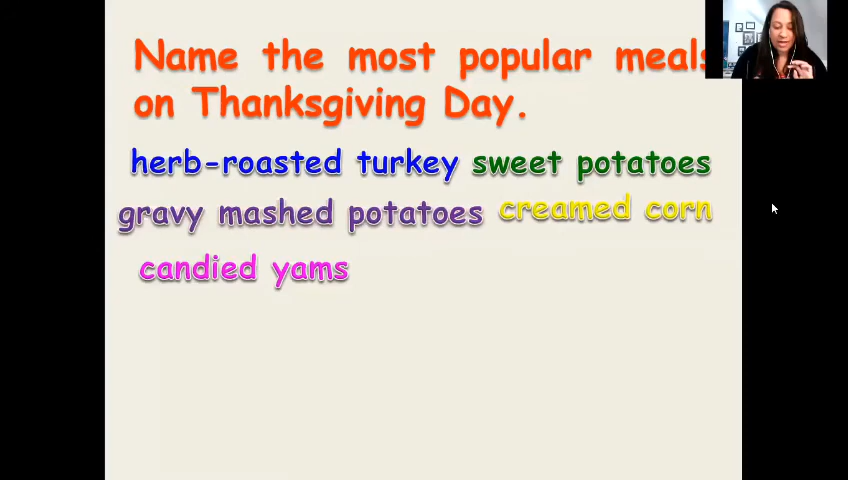 Name the most popular meals
on Thanksgiving Day.
herb-roasted turkey sweet potatoes
gravy mashed potatoes creamed corn
candied yams